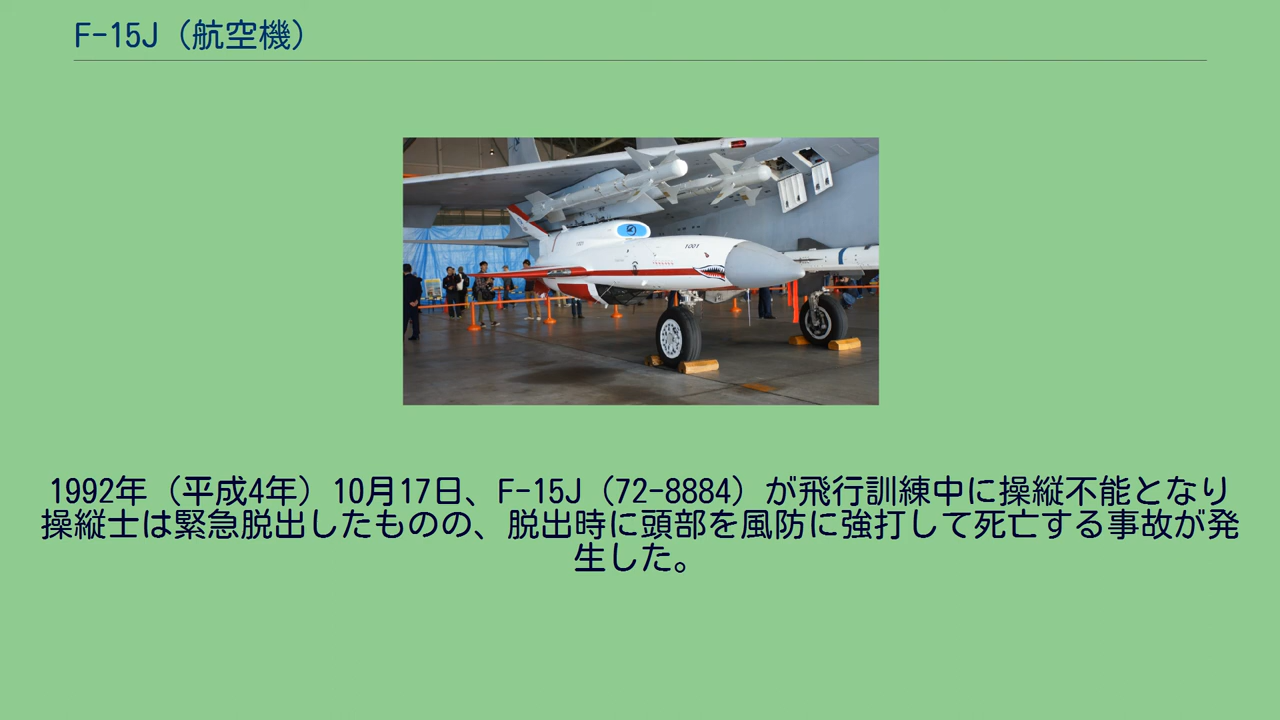 F-15J（航空機）
1001
1992年（平成4年）10月17日、F-15J（72-8884）が飛行訓練中に操縦不能となり
操縦士は緊急脱出したものの、脱出時に頭部を風防に強打して死亡する事故が発
生した。